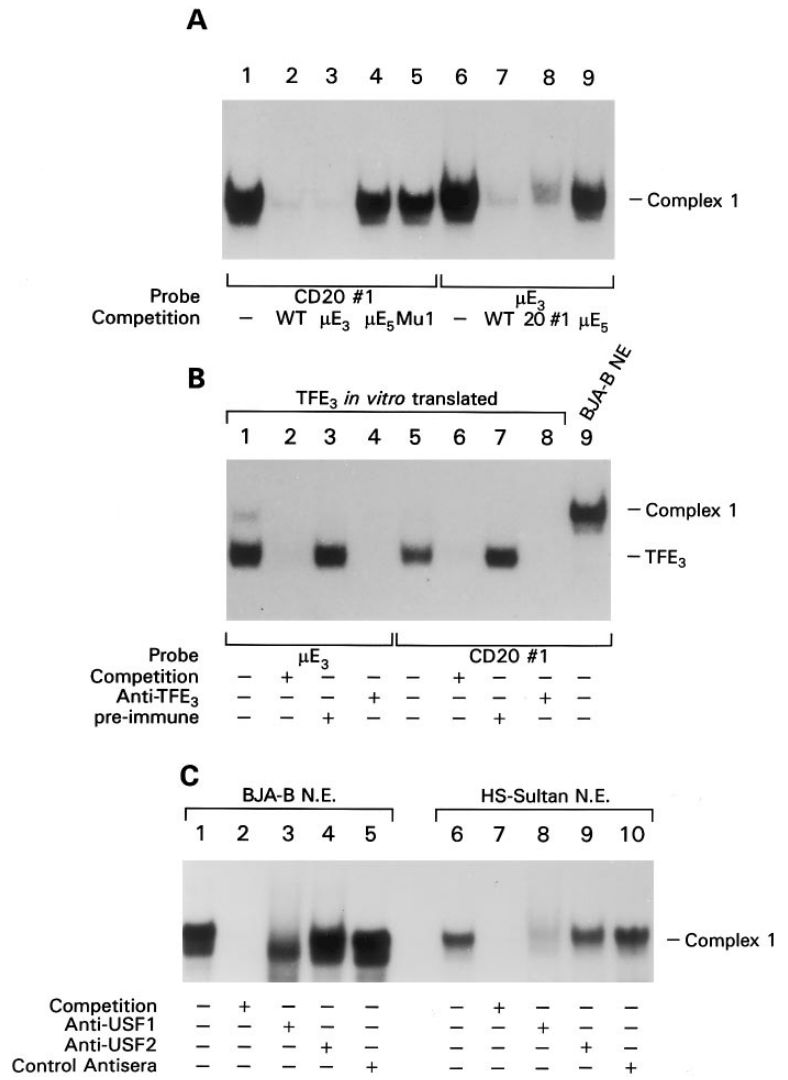 A
1 2 3 4 5 6 7 8 9
– Complex 1
Probe CD20 #1 μE3
Competition – WT μE3 μE5 Mu1 – WT 20 #1 μE5
B
TFE3 in vitro translated BJA-B NE
1 2 3 4 5 6 7 8 9
– Complex 1
– TFE3
Probe μE3 CD20 #1
Competition – + – – – + – – –
Anti-TFE3 – – – + – – – + –
pre-immune – – + – – – + – –
C
BJA-B N.E. HS-Sultan N.E.
1 2 3 4 5 6 7 8 9 10
– Complex 1
Competition – + – – – – + – – –
Anti-USF1 – – + – – – – + – –
Anti-USF2 – – – + – – – – + –
Control Antisera – – – – + – – – – +